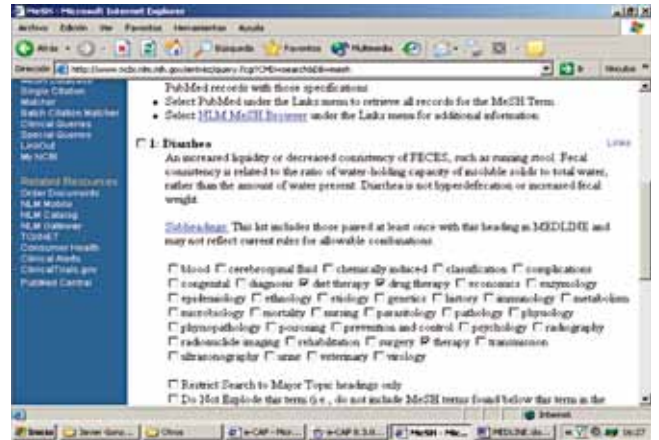 MeSH - Microsoft Internet Explorer
Archivo Edición Ver Favoritos Herramientas Ayuda
Atrás Búsqueda Favoritos Multimedia
Dirección Vínculos
Single Citation
Matcher
Batch Citation Matcher
Clinical Queries
Special Queries
LinkOut
My NCBI
Related Resources
Order Documents
NLM Mobile
NLM Catalog
NLM Gateway
TOXNET
Consumer Health
Clinical Alerts
ClinicalTrials.gov
PubMed Central
PubMed records with those specifications.
Select PubMed under the Links menu to retrieve all records for the MeSH Term.
Select NLM MeSH Browser under the Links menu for additional information.
1: Diarrhea Links
An increased liquidity or decreased consistency of FECES, such as running stool. Fecal
consistency is related to the ratio of water-holding capacity of insoluble solids to total water,
rather than the amount of water present. Diarrhea is not hyperdefecation or increased fecal
weight.
Subheadings: This list includes those paired at least once with this heading in MEDLINE and
may not reflect current rules for allowable combinations.
blood cerebrospinal fluid chemically induced classification complications
congenital diagnosis diet therapy drug therapy economics enzymology
epidemiology ethnology etiology genetics history immunology metabolism
microbiology mortality nursing parasitology pathology physiology
physiopathology poisoning prevention and control psychology radiography
radionuclide imaging rehabilitation surgery therapy transmission
ultrasonography urine veterinary virology
Restrict Search to Major Topic headings only
Do Not Explode this term (i.e., do not include MeSH terms found below this term in the
Internet
Inicio Otros MeSH - Mic... 16:27